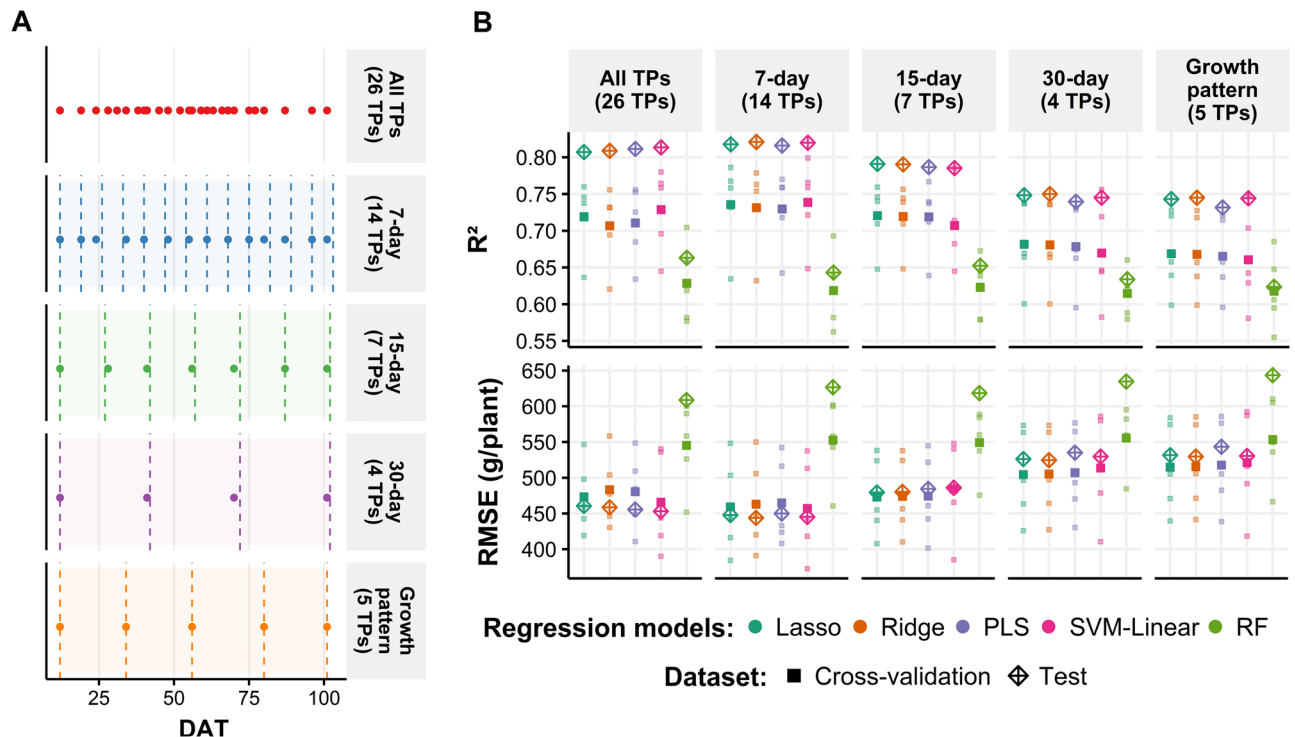 A
All TPs
(26 TPs)
7-day
(14 TPs)
15-day
(7 TPs)
30-day
(4 TPs)
Growth
pattern
(5 TPs)
25 50 75 100
DAT
B
All TPs
(26 TPs)
7-day
(14 TPs)
15-day
(7 TPs)
30-day
(4 TPs)
Growth
pattern
(5 TPs)
R²
0.80
0.75
0.70
0.65
0.60
0.55
RMSE (g/plant)
650
600
550
500
450
400
Regression models: Lasso Ridge PLS SVM-Linear RF
Dataset: Cross-validation Test